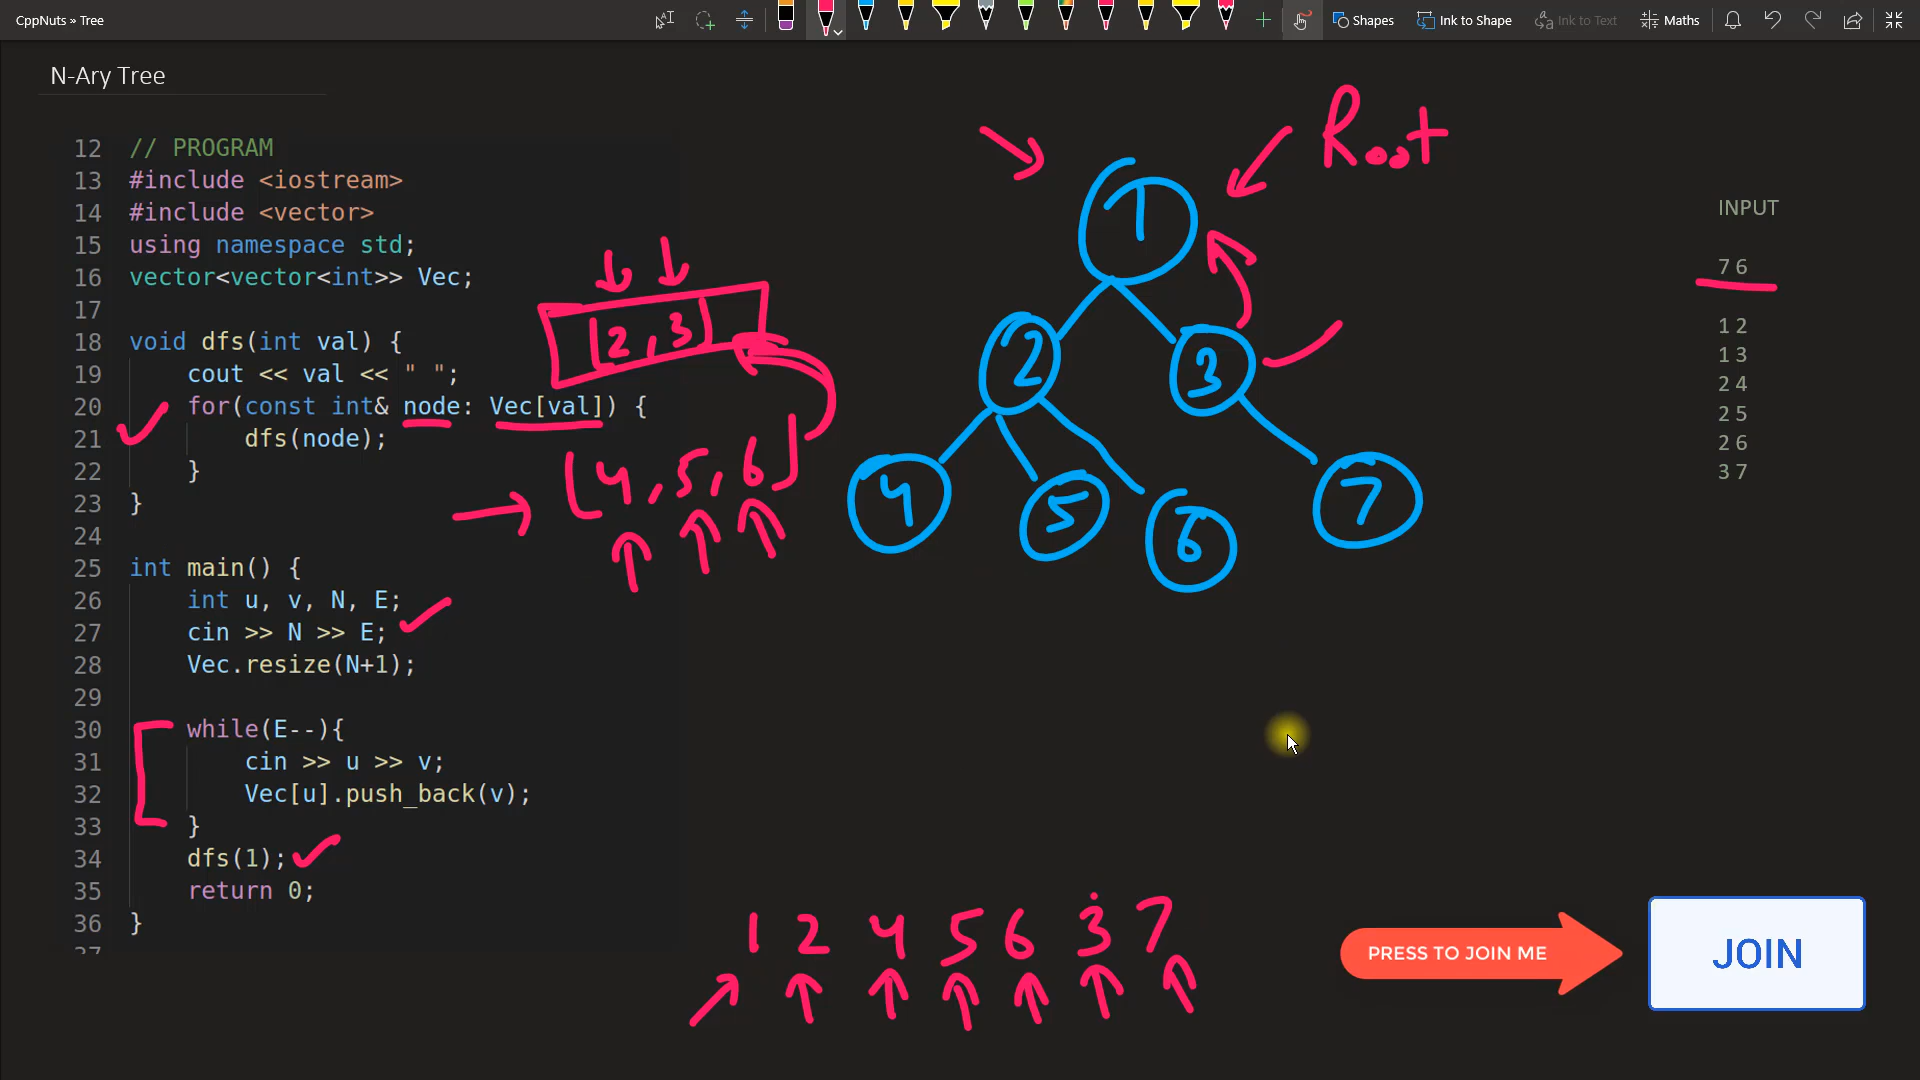 CppNuts » Tree
Shapes
Ink to Shape
Ink to Text
Maths
N-Ary Tree
12 // PROGRAM
13 #include <iostream>
14 #include <vector>
15 using namespace std;
16 vector<vector<int>> Vec;
17
18 void dfs(int val) {
19     cout << val << " ";
20     for(const int& node: Vec[val]) {
21         dfs(node);
22     }
23 }
24
25 int main() {
26     int u, v, N, E;
27     cin >> N >> E;
28     Vec.resize(N+1);
29
30     while(E--){
31         cin >> u >> v;
32         Vec[u].push_back(v);
33     }
34     dfs(1);
35     return 0;
36 }
37
[2,3]
[4,5,6]
Root
1
2
3
4
5
6
7
INPUT
7 6
1 2
1 3
2 4
2 5
2 6
3 7
1 2 4 5 6 3 7
PRESS TO JOIN ME
JOIN